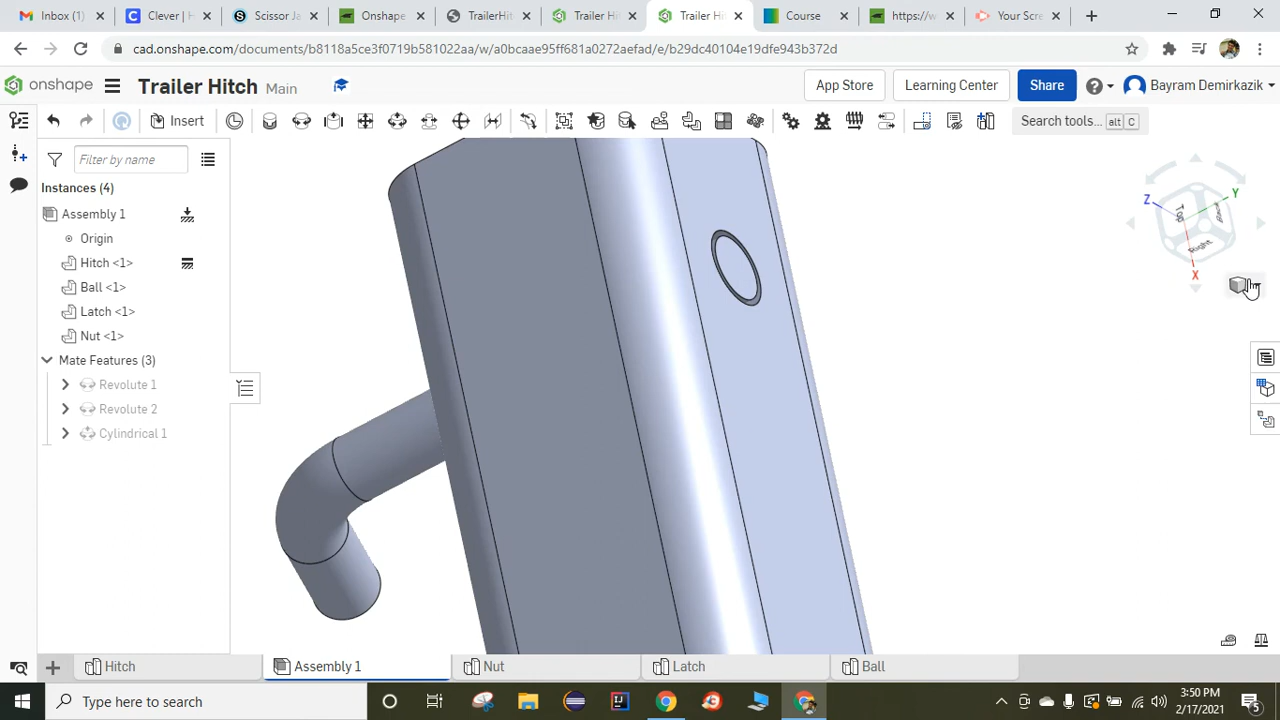 Inbox (1)
Clever | H
Scissor Ja
Onshape
TrailerHit
Trailer Hi
Trailer Hi
Course
https://w
Your Scre
cad.onshape.com/documents/b8118a5ce3f0719b581022aa/w/a0bcaae95ff681a0272aefad/e/b29dc40104e19dfe943b372d
onshape
Trailer Hitch Main
App Store
Learning Center
Share
Bayram Demirkazik
Insert
Search tools... alt C
Filter by name
Instances (4)
Assembly 1
Origin
Hitch <1>
Ball <1>
Latch <1>
Nut <1>
Mate Features (3)
Revolute 1
Revolute 2
Cylindrical 1
Z
Y
Top
Back
Right
X
Hitch
Assembly 1
Nut
Latch
Ball
Type here to search
3:50 PM
2/17/2021
5